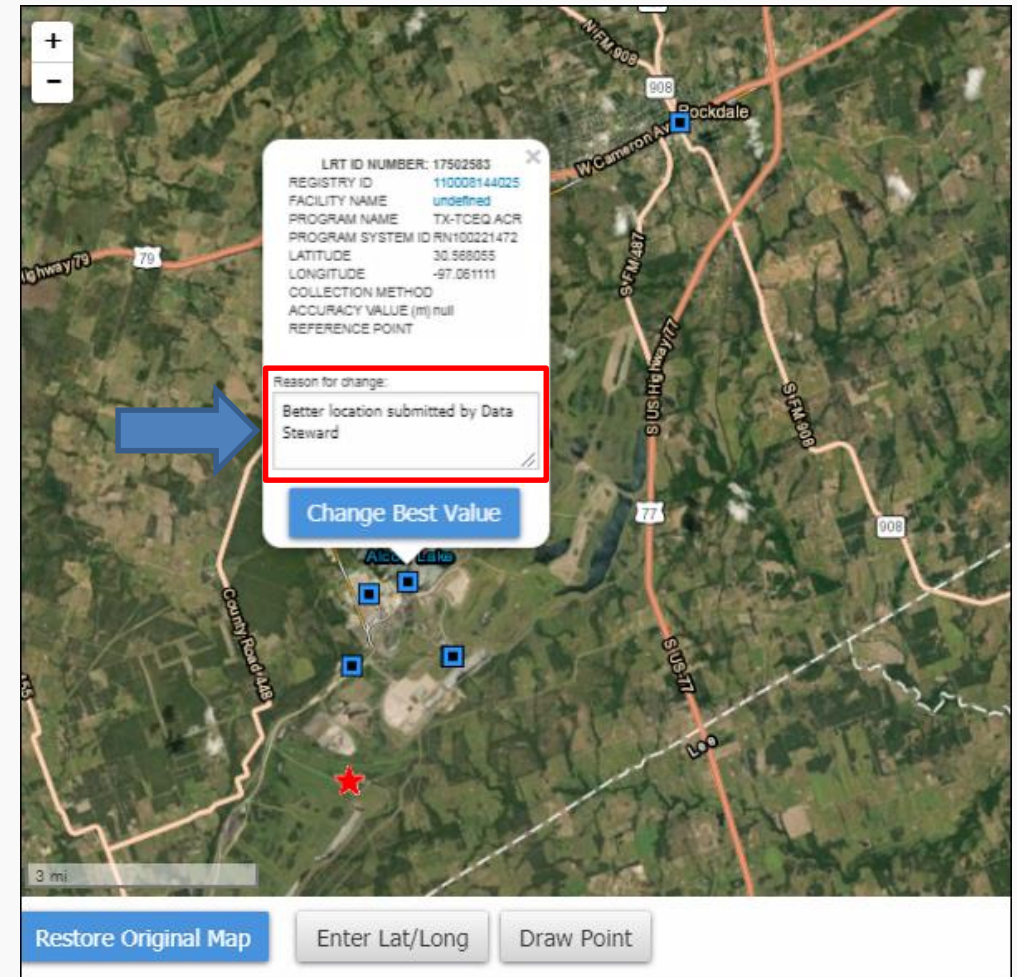 +
-
N FM 908
908
Rockdale
W Cameron Av
LRT ID NUMBER: 17502583
REGISTRY ID 110008144025
FACILITY NAME undefined
PROGRAM NAME TX-TCEQ ACR
PROGRAM SYSTEM ID RN100221472
LATITUDE 30.568055
LONGITUDE -97.061111
COLLECTION METHOD
ACCURACY VALUE (m) null
REFERENCE POINT
79
ighway 79
S FM 487
S US Highway 77
S FM 908
Reason for change:
Better location submitted by Data
Steward
Change Best Value
77
908
Alcoa Lake
County Road 448
S US-77
Lee
3 mi
Restore Original Map
Enter Lat/Long
Draw Point